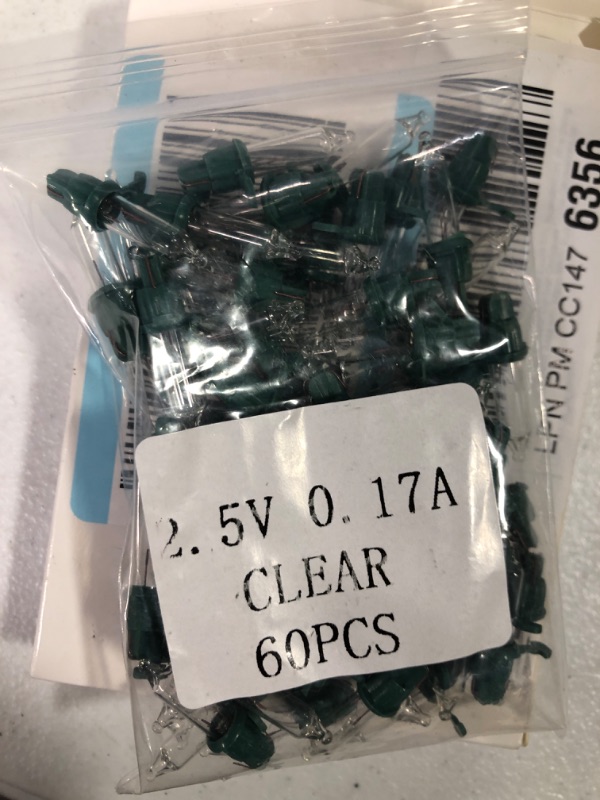 2.5V 0.17A
CLEAR
60PCS
LPN PM CC147 6356